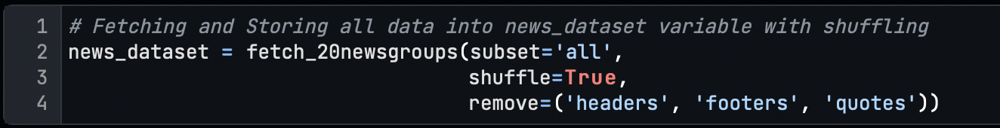 1 # Fetching and Storing all data into news_dataset variable with shuffling
2 news_dataset = fetch_20newsgroups(subset='all',
3 shuffle=True,
4 remove=('headers', 'footers', 'quotes'))